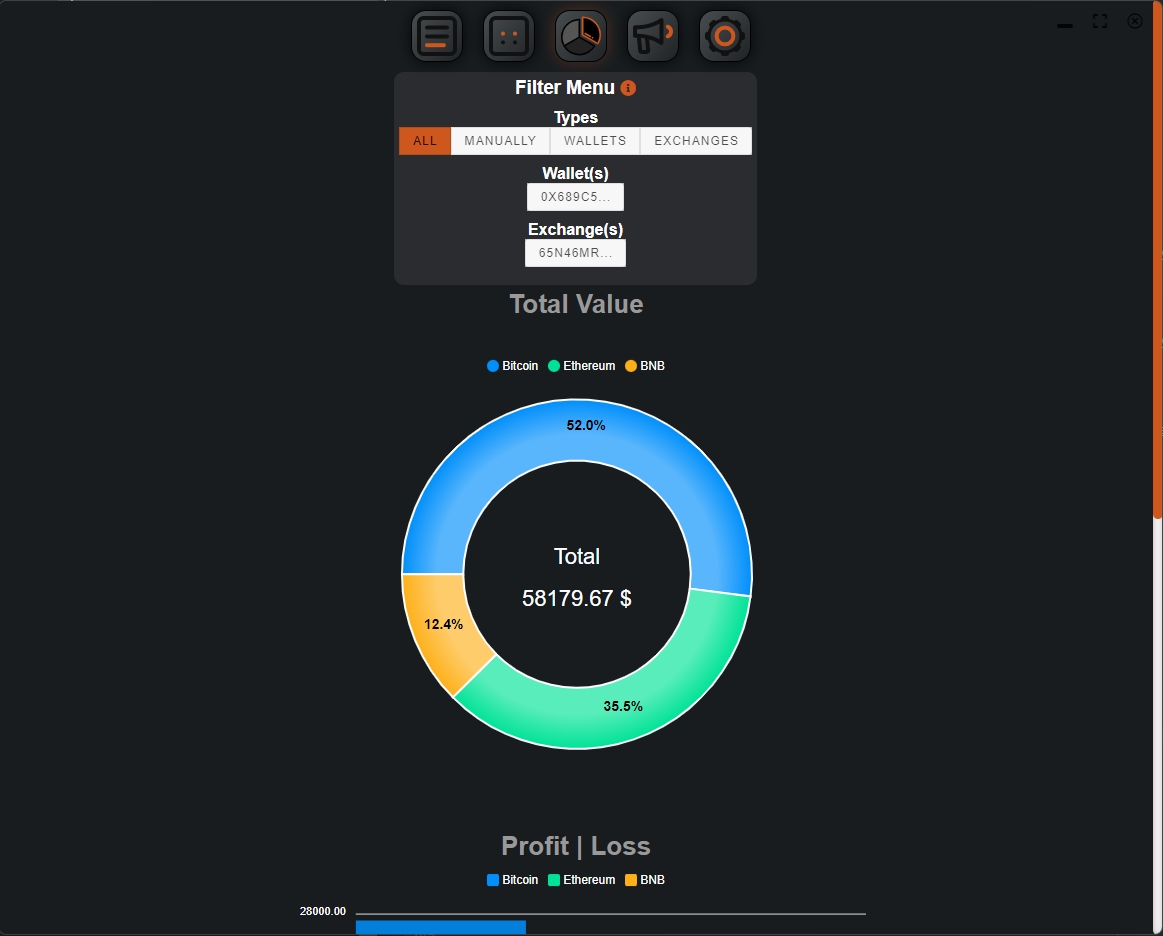 Filter Menu i
Types
ALL MANUALLY WALLETS EXCHANGES
Wallet(s)
0X689C5...
Exchange(s)
65N46MR...
Total Value
Bitcoin Ethereum BNB
52.0%
Total
58179.67 $
12.4%
35.5%
Profit | Loss
Bitcoin Ethereum BNB
28000.00